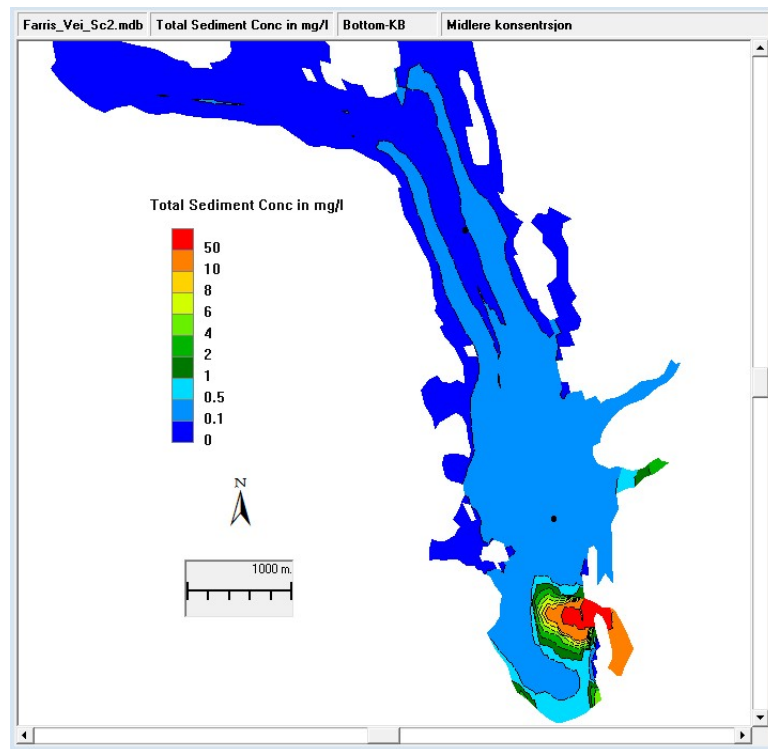 Farris_Vei_Sc2.mdb Total Sediment Conc in mg/l Bottom-KB Midlere konsentrsjon
Total Sediment Conc in mg/l
50
10
8
6
4
2
1
0.5
0.1
0
N
1000 m.